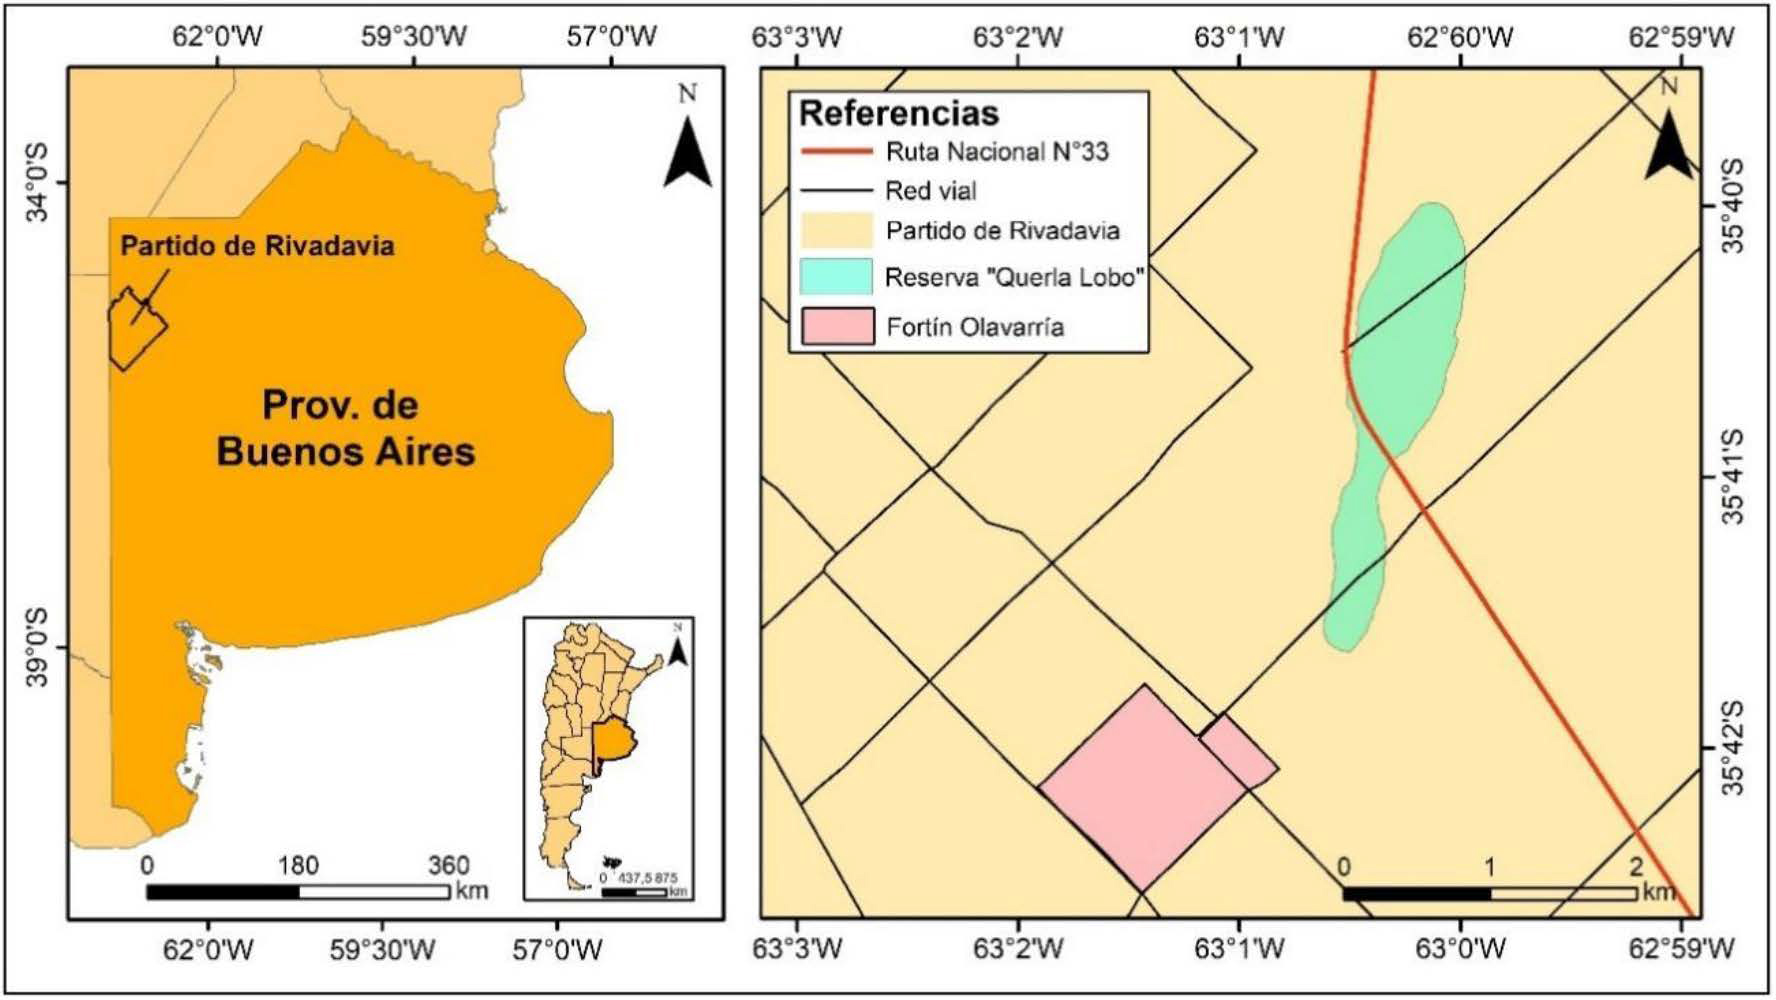 62°0'W 59°30'W 57°0'W
34°0'S
39°0'S
N
Partido de Rivadavia
Prov. de
Buenos Aires
0 180 360
km
N
0 437,5 875
km
62°0'W 59°30'W 57°0'W
63°3'W 63°2'W 63°1'W 62°60'W 62°59'W
Referencias
Ruta Nacional N°33
Red vial
Partido de Rivadavia
Reserva "Querla Lobo"
Fortín Olavarría
N
35°40'S
35°41'S
35°42'S
0 1 2
km
63°3'W 63°2'W 63°1'W 63°0'W 62°59'W